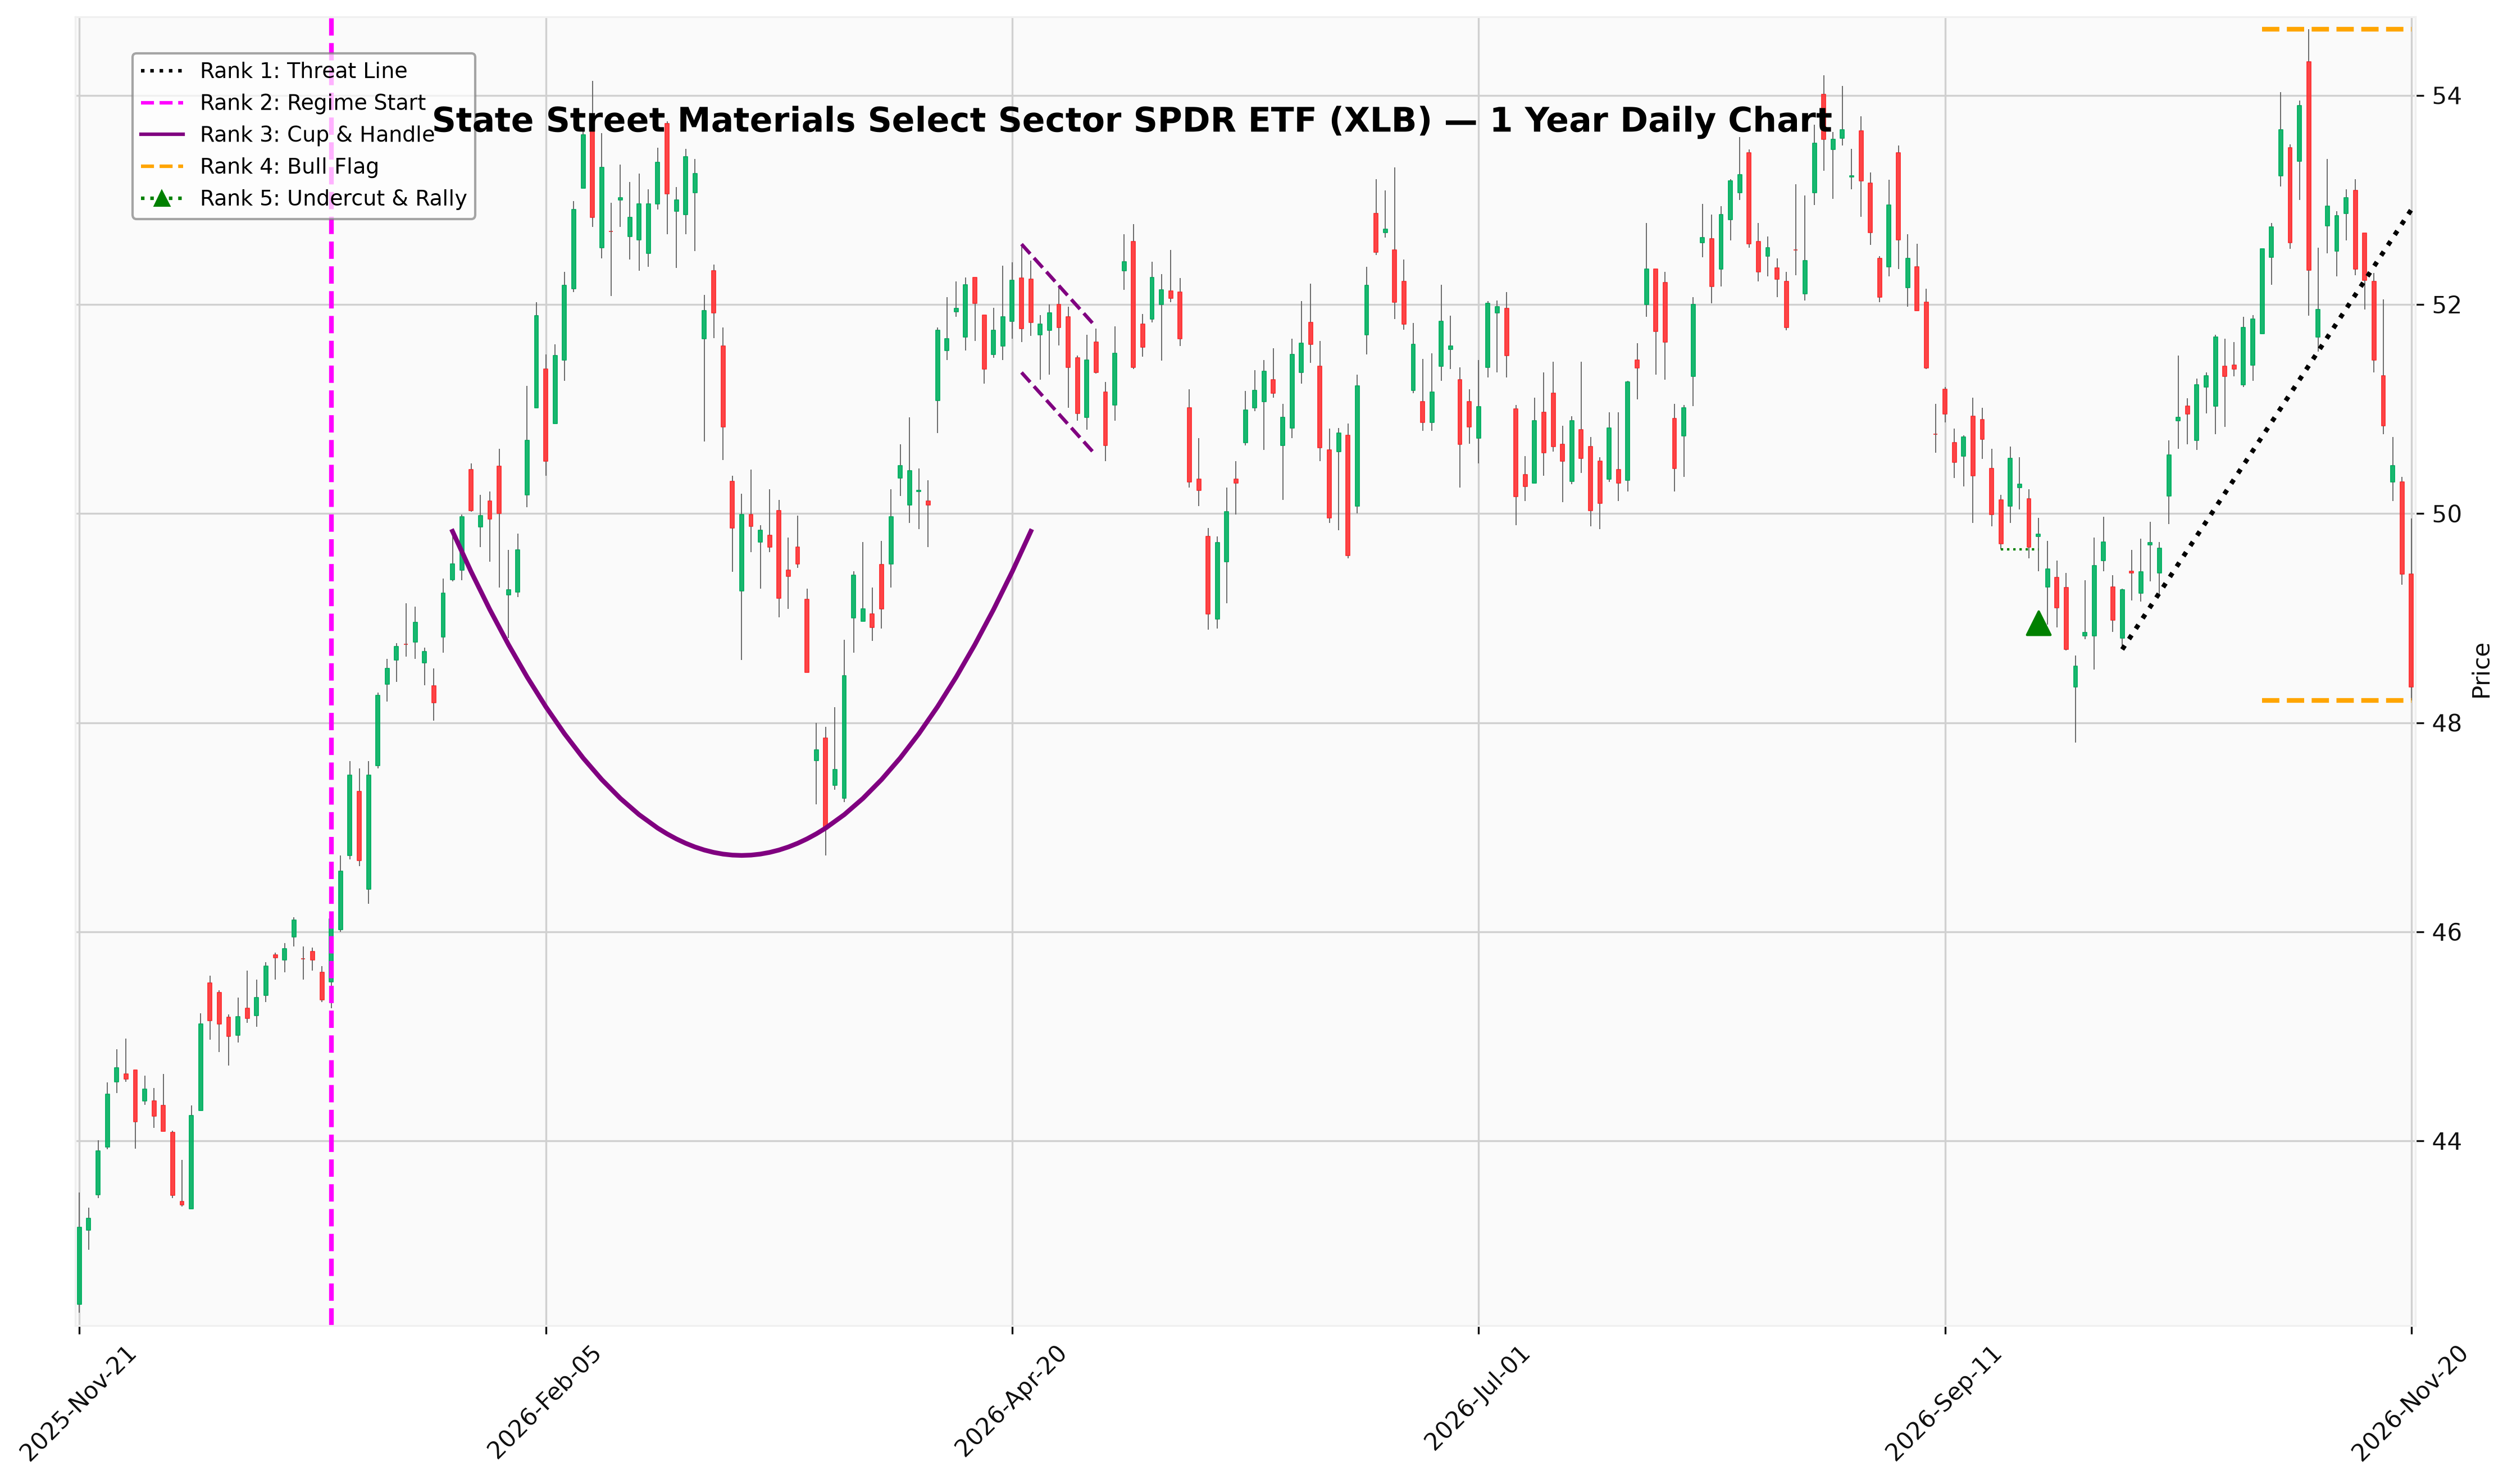 Rank 1: Threat Line
Rank 2: Regime Start
Rank 3: Cup & Handle
Rank 4: Bull Flag
Rank 5: Undercut & Rally
State Street Materials Select Sector SPDR ETF (XLB) — 1 Year Daily Chart
54
52
50
48
46
44
Price
2025-Nov-21
2026-Feb-05
2026-Apr-20
2026-Jul-01
2026-Sep-11
2026-Nov-20